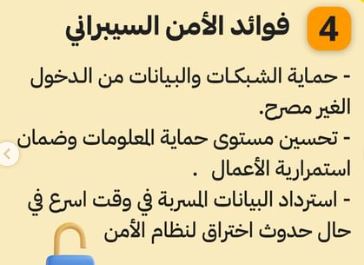 4 فوائد الأمن السيبراني
- حماية الشبكات والبيانات من الدخول
الغير مصرح.
- تحسين مستوى حماية المعلومات وضمان
استمرارية الأعمال .
- استرداد البيانات المسربة في وقت اسرع في
حال حدوث اختراق لنظام الأمن